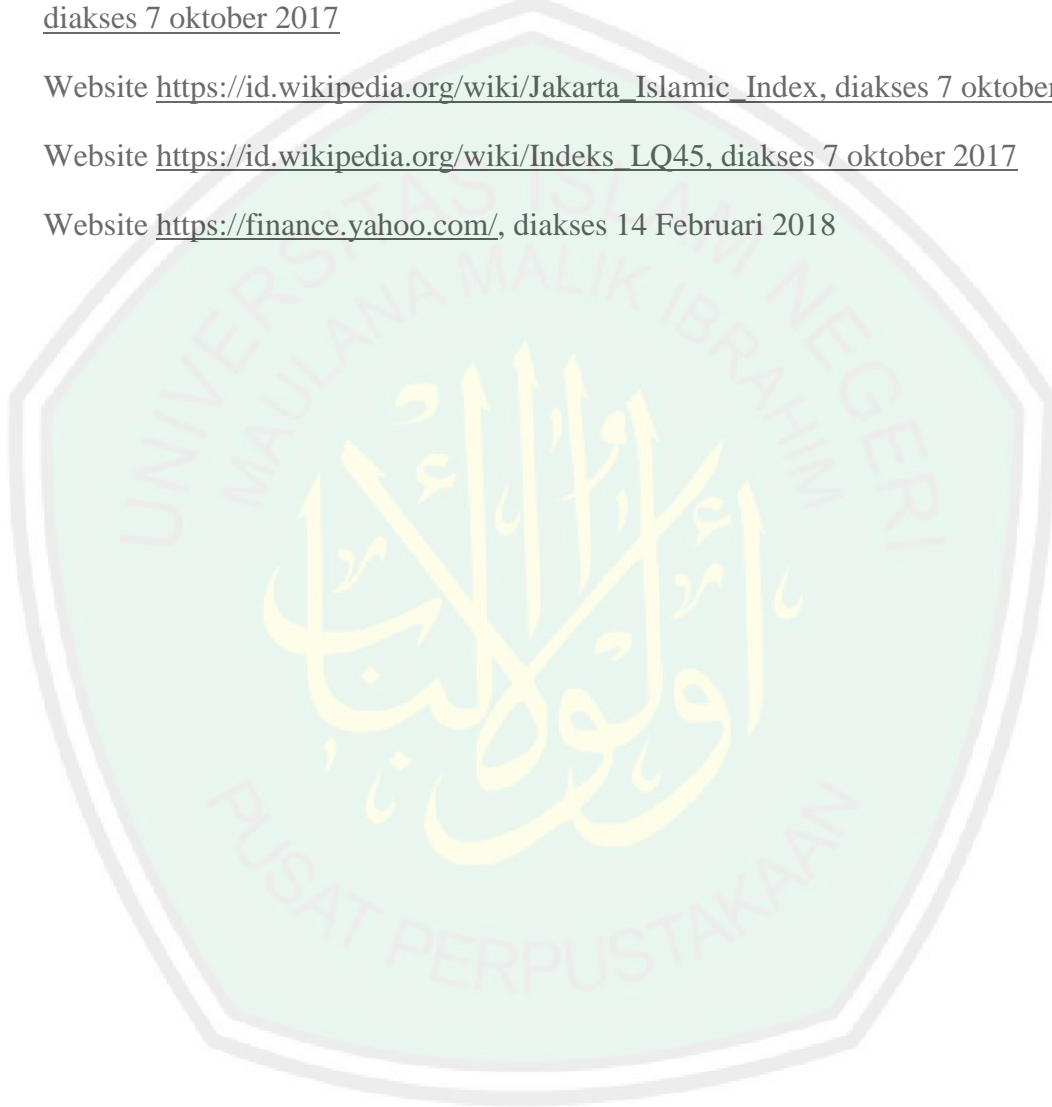 diakses 7 oktober 2017
Website https://id.wikipedia.org/wiki/Jakarta_Islamic_Index, diakses 7 oktober
Website https://id.wikipedia.org/wiki/Indeks_LQ45, diakses 7 oktober 2017
Website https://finance.yahoo.com/, diakses 14 Februari 2018
UNIVERSITAS ISLAM NEGERI
MAULANA MALIK IBRAHIM
أولوا الألباب
PUSAT PERPUSTAKAAN